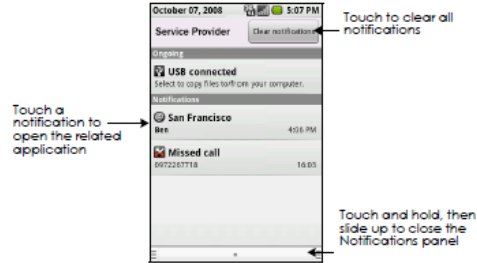 October 07, 2008 5:07 PM
Service Provider Clear notifications
Touch to clear all
notifications
Ongoing
USB connected
Select to copy files to/from your computer.
Notifications
San Francisco
Ben 4:06 PM
Touch a
notification to
open the related
application
Missed call
0972267718 16:03
Touch and hold, then
slide up to close the
Notifications panel